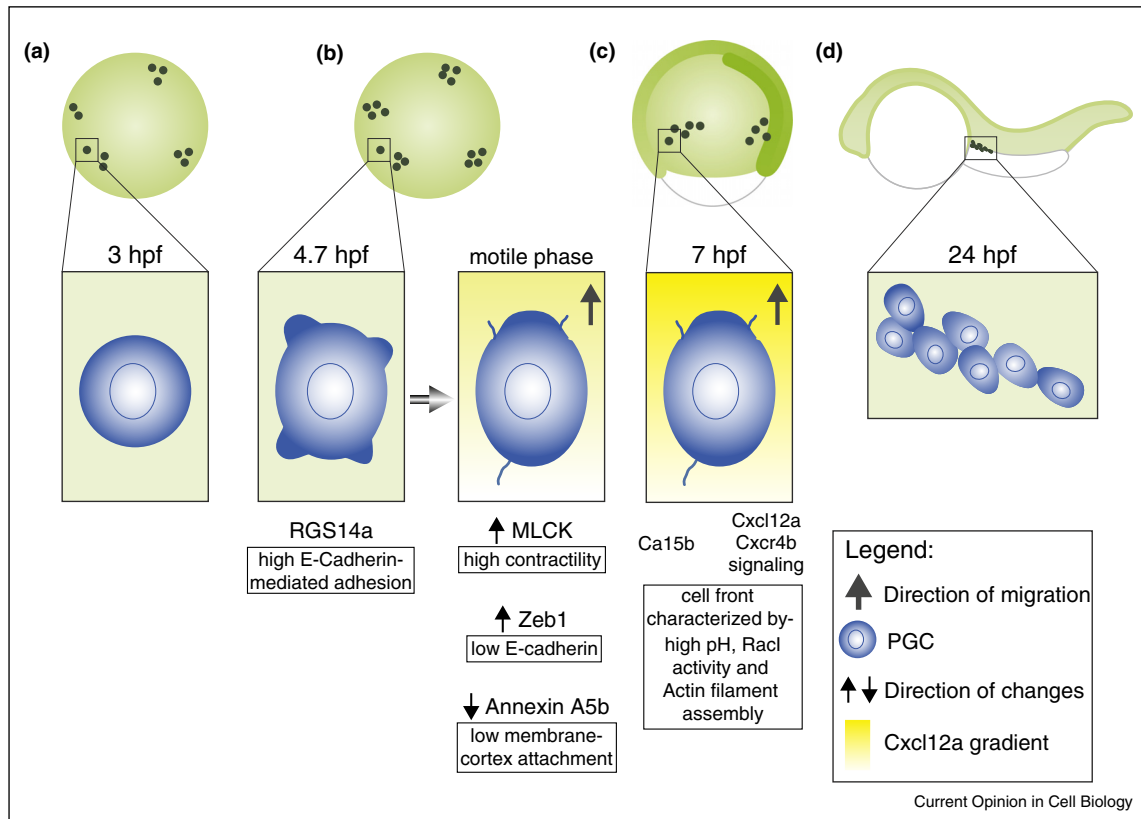 (a)
(b)
(c)
(d)
3 hpf
4.7 hpf
motile phase
7 hpf
24 hpf
RGS14a
high E-Cadherin-
mediated adhesion
MLCK
high contractility
Zeb1
low E-cadherin
Annexin A5b
low membrane-
cortex attachment
Ca15b
Cxcl12a
Cxcr4b
signaling
cell front
characterized by-
high pH, RacI
activity and
Actin filament
assembly
Legend:
Direction of migration
PGC
Direction of changes
Cxcl12a gradient
Current Opinion in Cell Biology